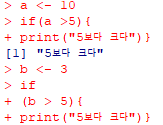 > a <- 10
> if(a >5){
+ print("5보다 크다")}
[1] "5보다 크다"
> b <- 3
> if
+ (b > 5){
+ print("5보다 크다")}